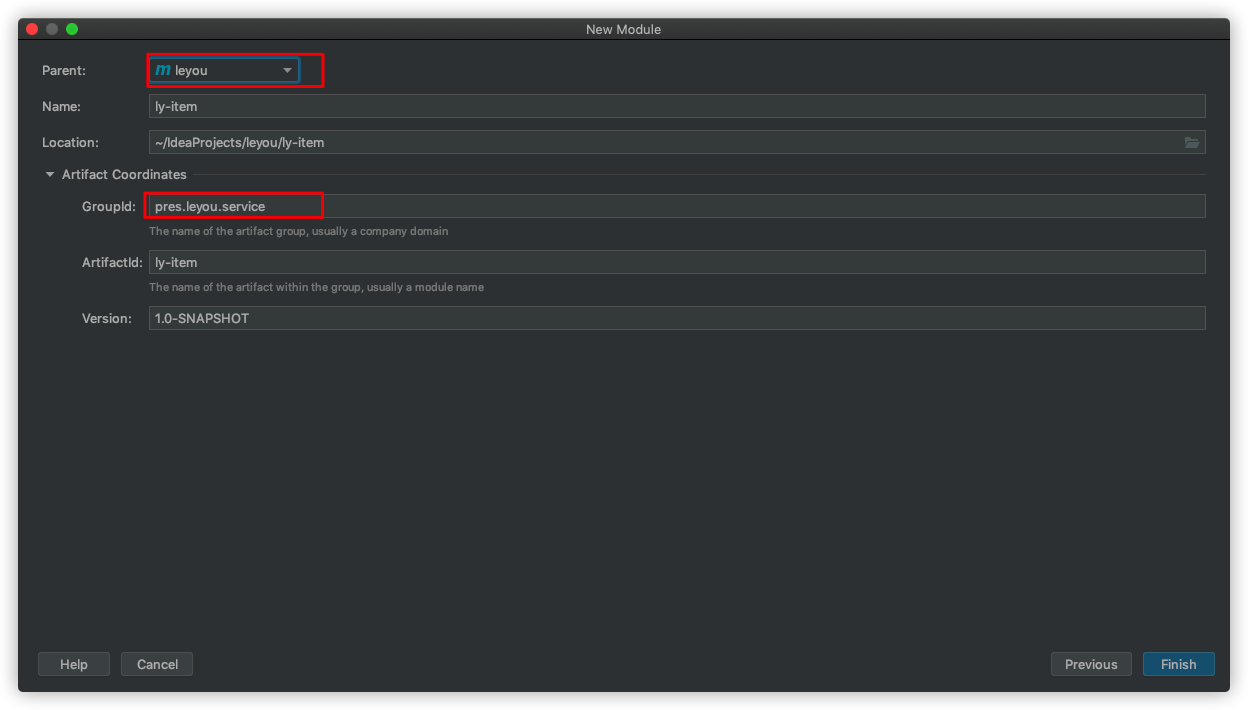 New Module
Parent: m leyou
Name: ly-item
Location: ~/IdeaProjects/leyou/ly-item
Artifact Coordinates
GroupId: pres.leyou.service
The name of the artifact group, usually a company domain
ArtifactId: ly-item
The name of the artifact within the group, usually a module name
Version: 1.0-SNAPSHOT
Help Cancel Previous Finish